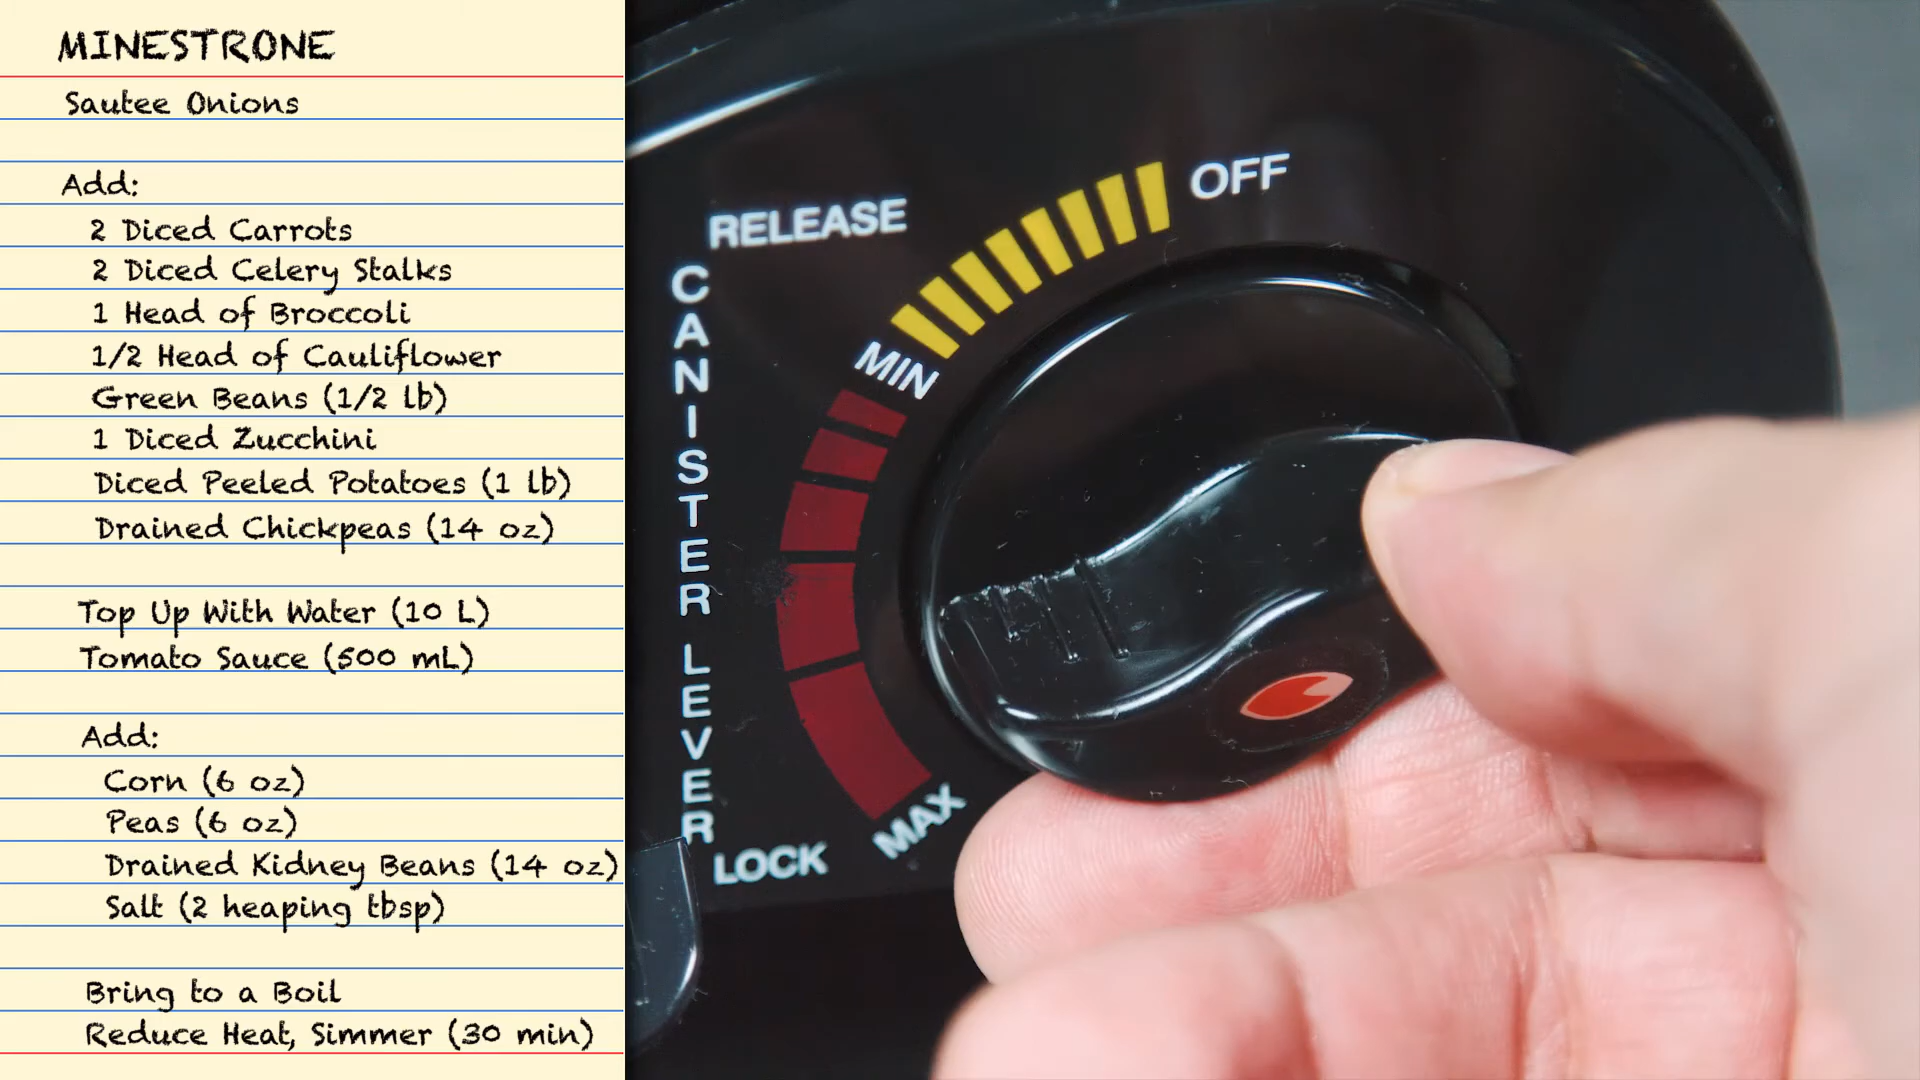 MINESTRONE
Sautee Onions
Add:
2 Diced Carrots
2 Diced Celery Stalks
1 Head of Broccoli
1/2 Head of Cauliflower
Green Beans (1/2 lb)
1 Diced Zucchini
Diced Peeled Potatoes (1 lb)
Drained Chickpeas (14 oz)
Top Up With Water (10 L)
Tomato Sauce (500 mL)
Add:
Corn (6 oz)
Peas (6 oz)
Drained Kidney Beans (14 oz)
Salt (2 heaping tbsp)
Bring to a Boil
Reduce Heat, Simmer (30 min)
RELEASE
CANISTER LEVER
LOCK
OFF
MIN
MAX